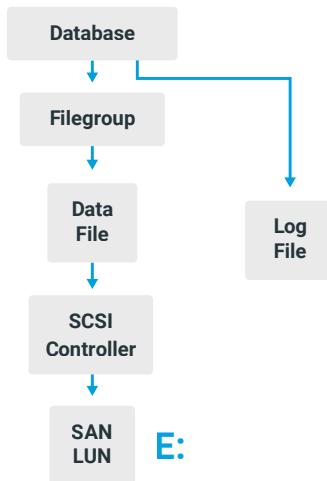 Database
Filegroup
Data
File
Log
File
SCSI
Controller
SAN
LUN
E: